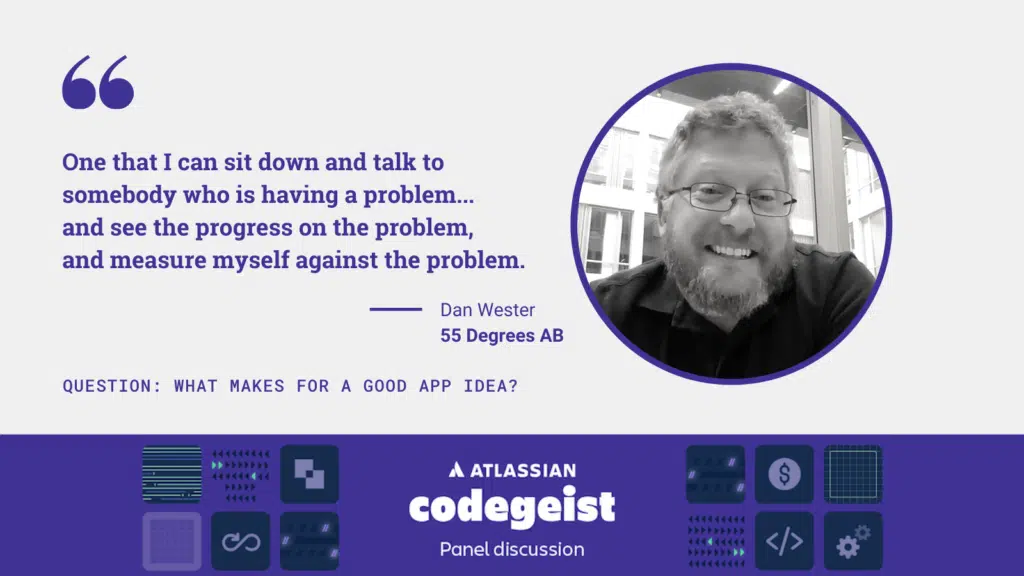 One that I can sit down and talk to
somebody who is having a problem...
and see the progress on the problem,
and measure myself against the problem.
Dan Wester
55 Degrees AB
QUESTION: WHAT MAKES FOR A GOOD APP IDEA?
ATLASSIAN
codegeist
Panel discussion